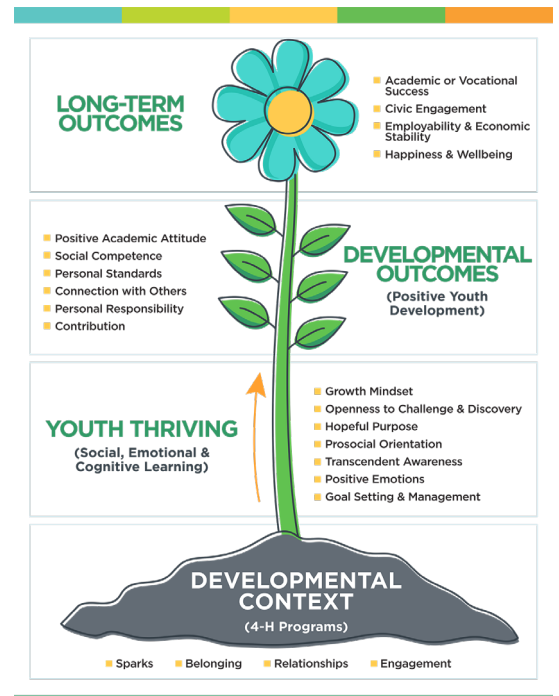 LONG-TERM
OUTCOMES
Academic or Vocational
Success
Civic Engagement
Employability & Economic
Stability
Happiness & Wellbeing
Positive Academic Attitude
Social Competence
Personal Standards
Connection with Others
Personal Responsibility
Contribution
DEVELOPMENTAL
OUTCOMES
(Positive Youth
Development)
YOUTH THRIVING
(Social, Emotional &
Cognitive Learning)
Growth Mindset
Openness to Challenge & Discovery
Hopeful Purpose
Prosocial Orientation
Transcendent Awareness
Positive Emotions
Goal Setting & Management
DEVELOPMENTAL
CONTEXT
(4-H Programs)
Sparks
Belonging
Relationships
Engagement